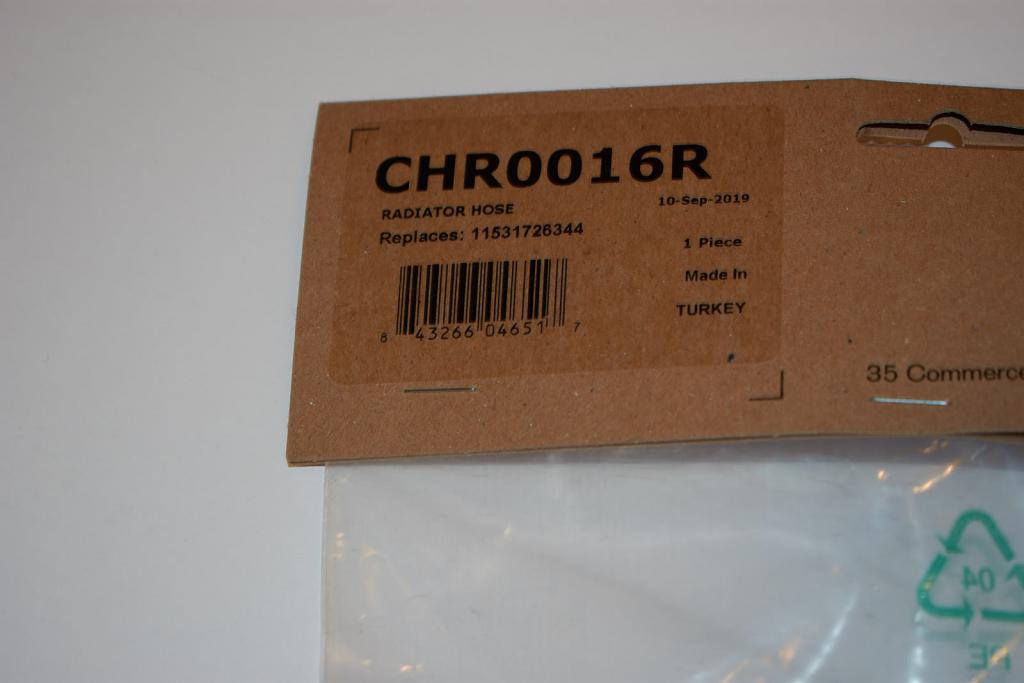 CHR0016R
RADIATOR HOSE
10-Sep-2019
Replaces: 11531726344
1 Piece
Made In
TURKEY
8 43266 04651 7
35 Commerce
04
PE